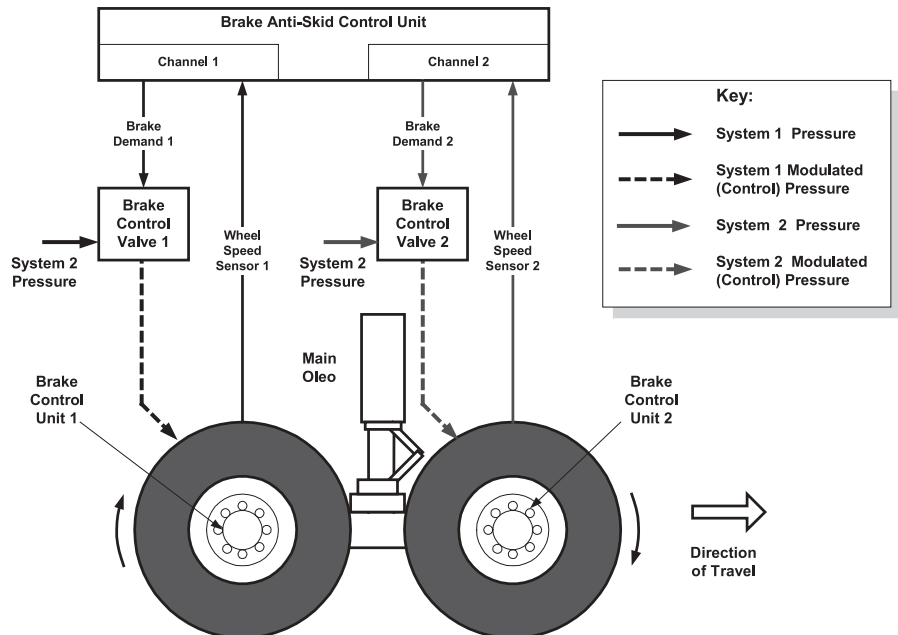 Brake Anti-Skid Control Unit
Channel 1
Channel 2
Brake
Demand 1
Brake
Demand 2
Brake
Control
Valve 1
Brake
Control
Valve 2
System 2
Pressure
System 2
Pressure
Wheel
Speed
Sensor 1
Wheel
Speed
Sensor 2
Key:
System 1 Pressure
System 1 Modulated
(Control) Pressure
System 2 Pressure
System 2 Modulated
(Control) Pressure
Main
Oleo
Brake
Control
Unit 1
Brake
Control
Unit 2
Direction
of Travel